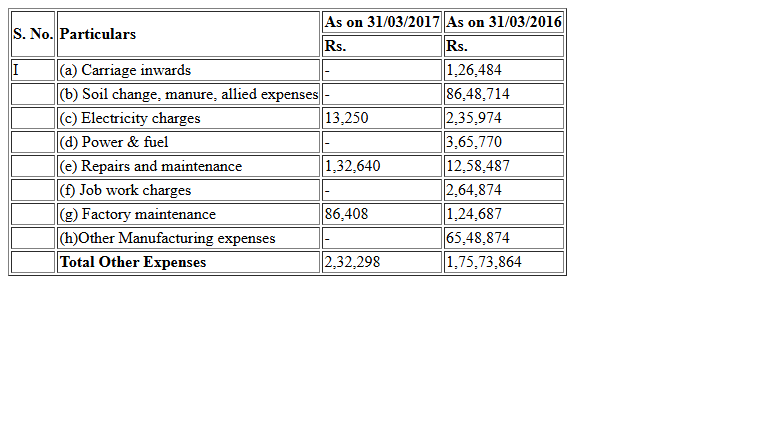 S. No. Particulars As on 31/03/2017 As on 31/03/2016
Rs. Rs.
I (a) Carriage inwards - 1,26,484
(b) Soil change, manure, allied expenses - 86,48,714
(c) Electricity charges 13,250 2,35,974
(d) Power & fuel - 3,65,770
(e) Repairs and maintenance 1,32,640 12,58,487
(f) Job work charges - 2,64,874
(g) Factory maintenance 86,408 1,24,687
(h)Other Manufacturing expenses - 65,48,874
Total Other Expenses 2,32,298 1,75,73,864